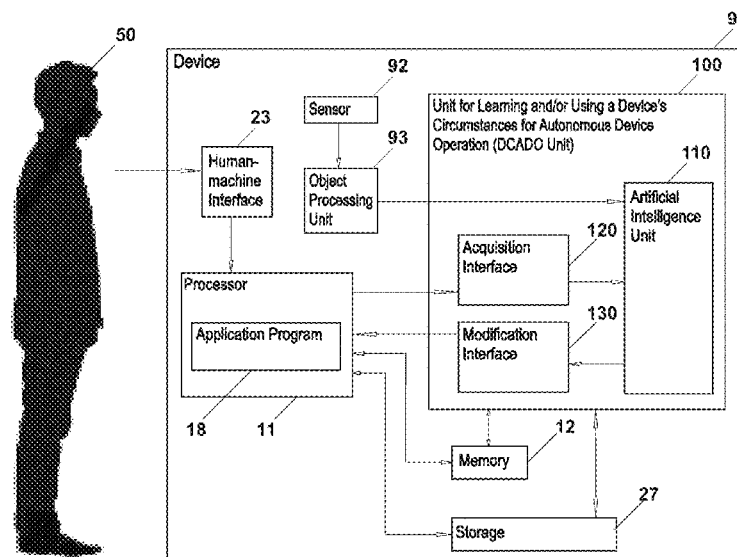 50
9
Device
92
100
Sensor
Unit for Learning and/or Using a Device's
Circumstances for Autonomous Device
Operation (DCADO Unit)
23
93
110
Human-
machine
Interface
Object
Processing
Unit
Artificial
Intelligence
Unit
120
Acquisition
Interface
Processor
130
Application Program
Modification
Interface
18
11
12
Memory
27
Storage